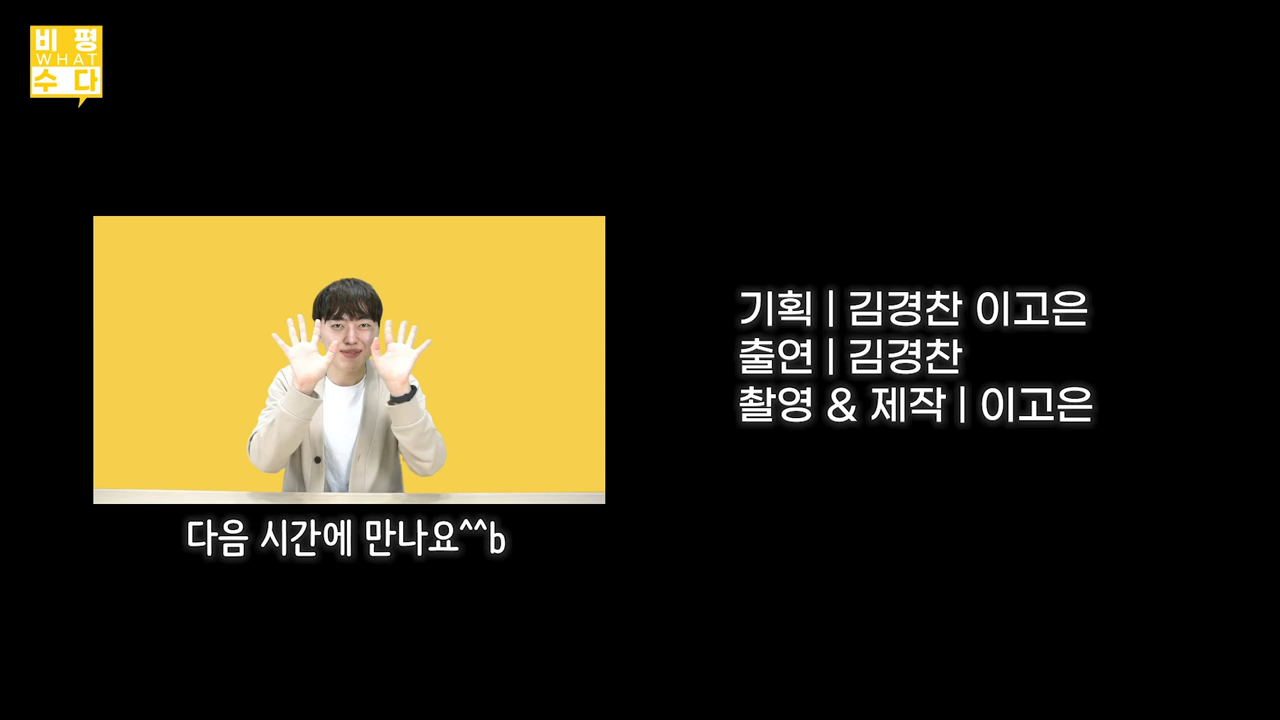 비 평
WHAT
수 다
기획 | 김경찬 이고은
출연 | 김경찬
촬영 & 제작 | 이고은
다음 시간에 만나요^^b